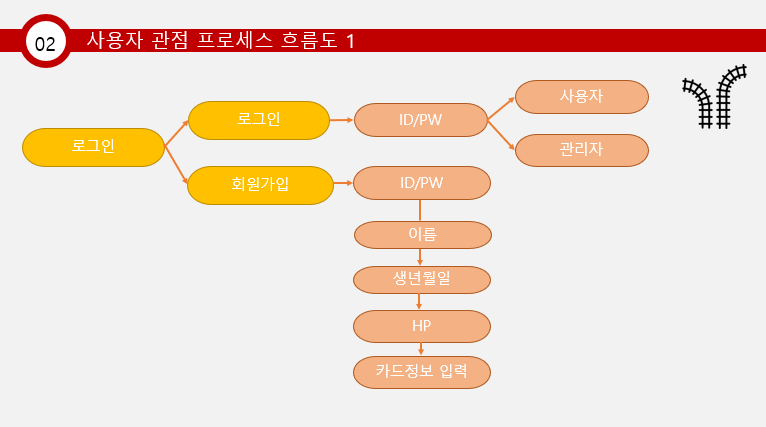 02
사용자 관점 프로세스 흐름도 1
로그인
로그인
ID/PW
사용자
관리자
회원가입
ID/PW
이름
생년월일
HP
카드정보 입력